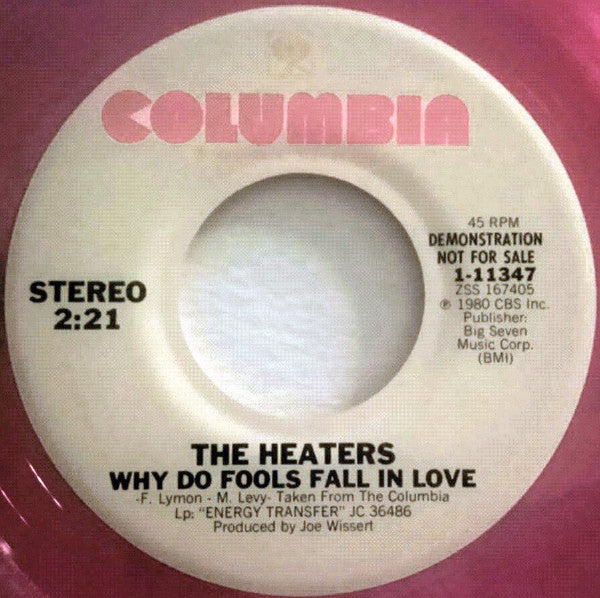 COLUMBIA
STEREO
2:21
45 RPM
DEMONSTRATION
NOT FOR SALE
1-11347
ZSS 167405
℗ 1980 CBS Inc.
Publisher:
Big Seven
Music Corp.
(BMI)
THE HEATERS
WHY DO FOOLS FALL IN LOVE
-F. Lymon - M. Levy- Taken From The Columbia
Lp: "ENERGY TRANSFER" JC 36486
Produced by Joe Wissert